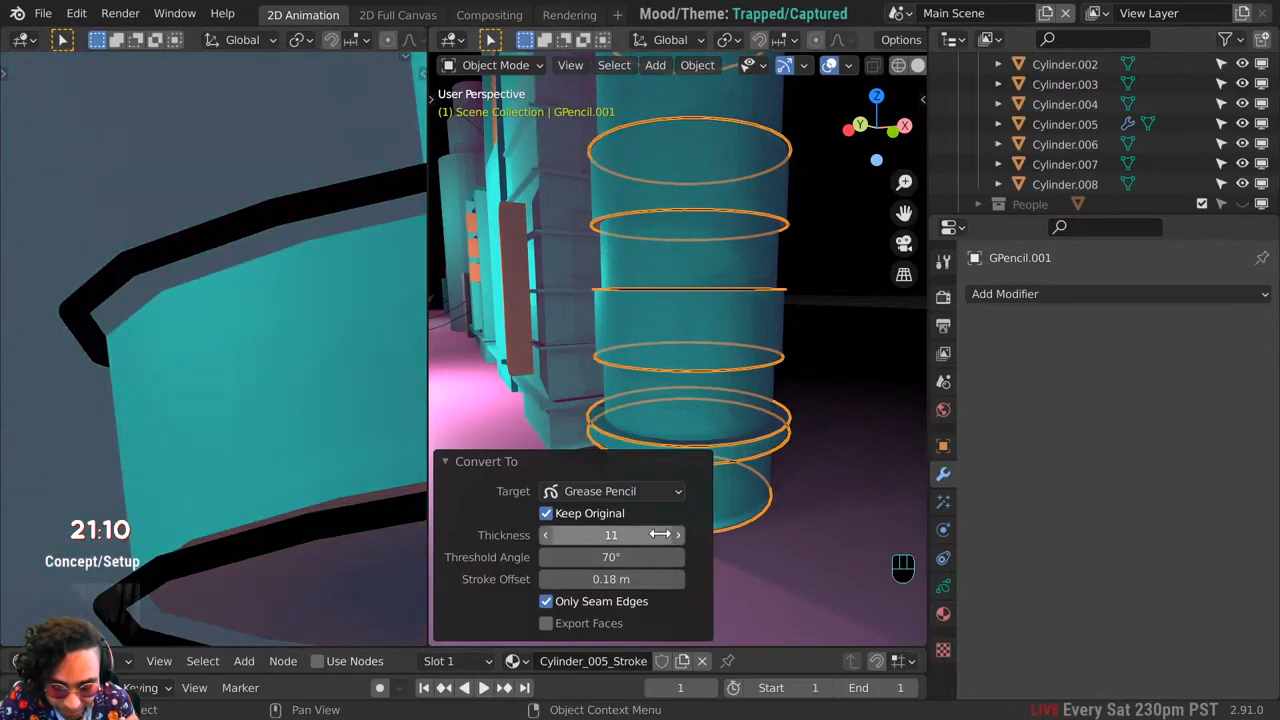 File Edit Render Window Help 2D Animation 2D Full Canvas Compositing Rendering + Mood/Theme: Trapped/Captured Main Scene View Layer
Global Global Options
Object Mode View Select Add Object
User Perspective
(1) Scene Collection | GPencil.001
Z
Y
X
Cylinder.002
Cylinder.003
Cylinder.004
Cylinder.005
Cylinder.006
Cylinder.007
Cylinder.008
People
GPencil.001
Add Modifier
Convert To
Target Grease Pencil
Keep Original
Thickness 11
Threshold Angle 70°
Stroke Offset 0.18 m
Only Seam Edges
Export Faces
21:10
Concept/Setup
View Select Add Node Use Nodes Slot 1 Cylinder_005_Stroke
Keying View Marker 1 Start 1 End 1
Pan View Object Context Menu 2.91.0
LIVE Every Sat 230pm PST